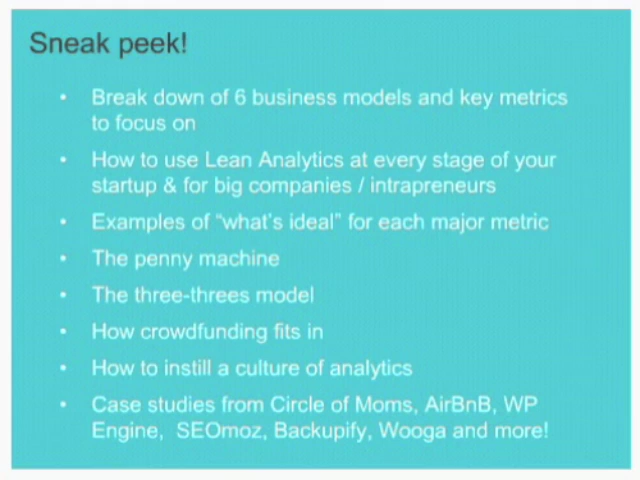 Sneak peek!
• Break down of 6 business models and key metrics
to focus on
• How to use Lean Analytics at every stage of your
startup & for big companies / intrapreneurs
• Examples of “what’s ideal” for each major metric
• The penny machine
• The three-threes model
• How crowdfunding fits in
• How to instill a culture of analytics
• Case studies from Circle of Moms, AirBnB, WP
Engine, SEOmoz, Backupify, Wooga and more!